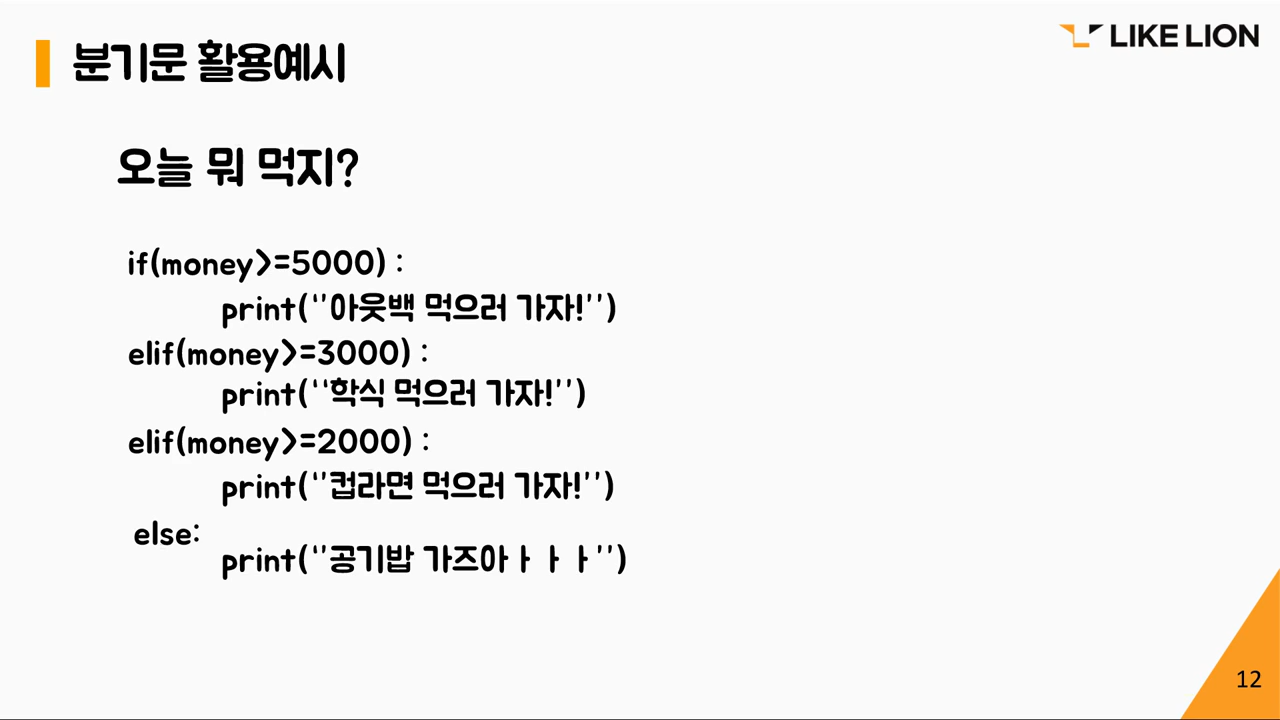 LIKE LION
분기문 활용예시
오늘 뭐 먹지?
if(money>=5000) :
print(‘’아웃백 먹으러 가자!’’)
elif(money>=3000) :
print(‘‘학식 먹으러 가자!’’)
elif(money>=2000) :
print(‘’컵라면 먹으러 가자!’’)
else:
print(‘’공기밥 가즈아ㅏㅏㅏ’’)
12